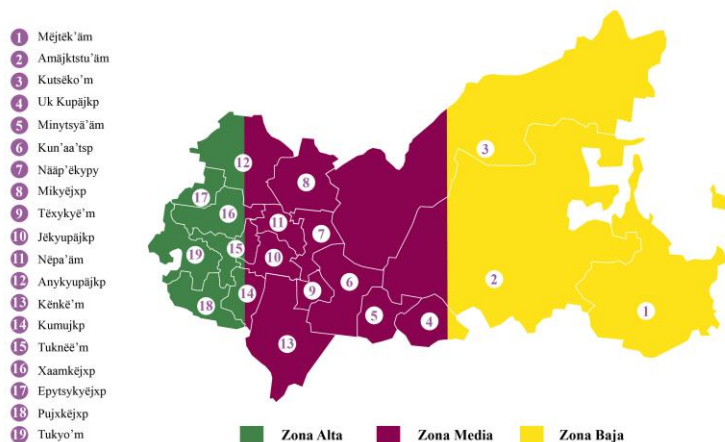 1 Mëjtëk’äm
2 Amäjktstu’äm
3 Kutsëko’m
4 Uk Kupäjkp
5 Minytsyä’äm
6 Kun’aa’tsp
7 Nääp’ëkypy
8 Mikyëjxp
9 Tëxykyë’m
10 Jëkyupäjkp
11 Nëpa’äm
12 Anykyupäjkp
13 Kënkë’m
14 Kumujkp
15 Tuknëë’m
16 Xaamkëjxp
17 Epytsykyëjxp
18 Pujxkëjxp
19 Tukyo’m
3
12
8
17
16
11
7
15
19
10
6
2
9
14
18
5
4
1
13
Zona Alta
Zona Media
Zona Baja